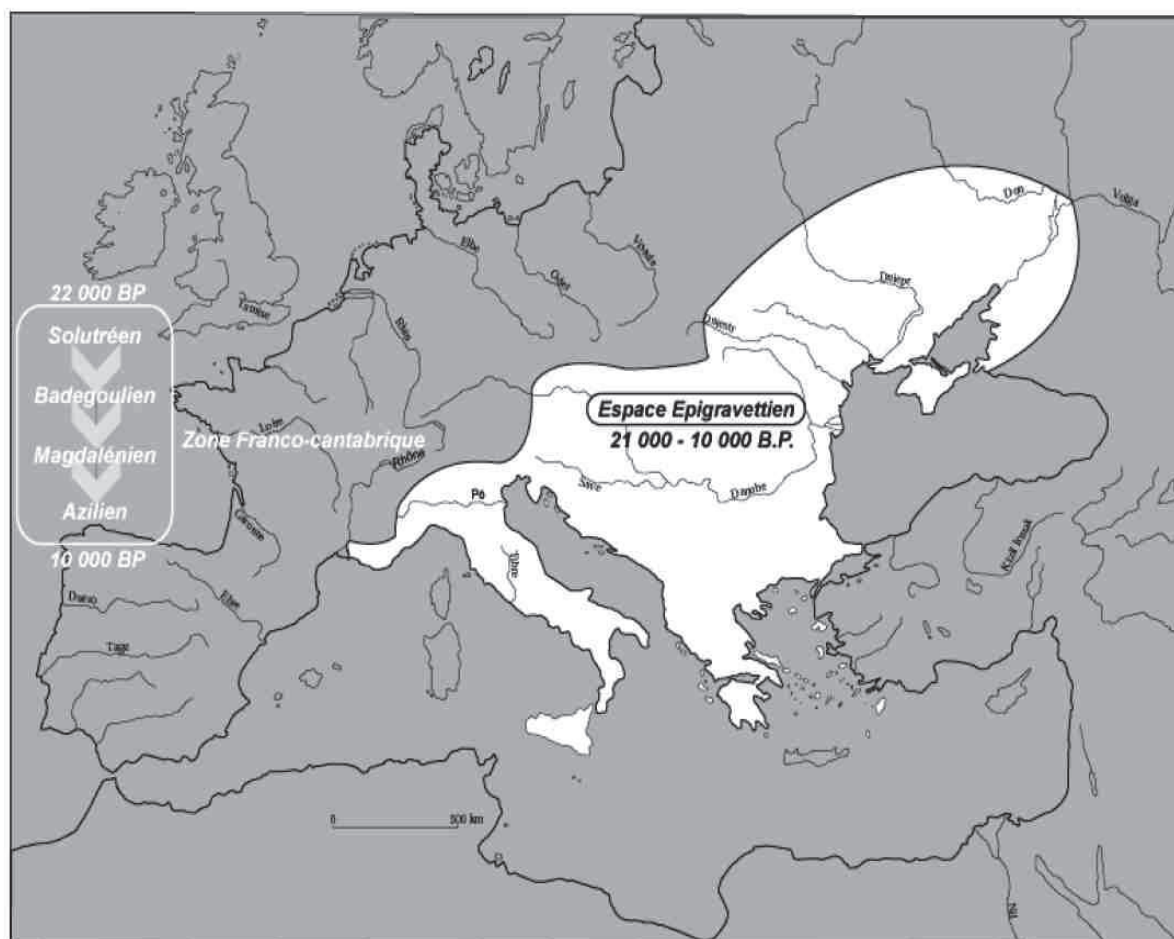 22 000 BP
Solutréen
Badegoulien
Magdalénien
Azilien
10 000 BP
Zone Franco-cantabrique
Espace Epigravettien
21 000 - 10 000 B.P.
Tamise
Elbe
Oder
Vistule
Rhin
Loire
Rhône
Garonne
Ebre
Duero
Tage
Pô
Tibre
Save
Danube
Dniestr
Dniepr
Don
Volga
Kizil Irmak
Nil
0
500 km